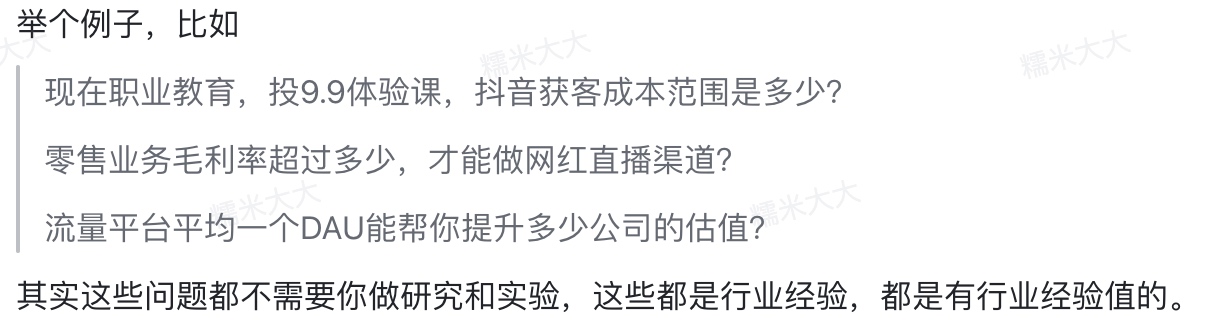 举个例子，比如
现在职业教育，投9.9体验课，抖音获客成本范围是多少？
零售业务毛利率超过多少，才能做网红直播渠道？
流量平台平均一个DAU能帮你提升多少公司的估值？
其实这些问题都不需要你做研究和实验，这些都是行业经验，都是有行业经验值的。
糯米大大
糯米大大
糯米大大
糯米大大